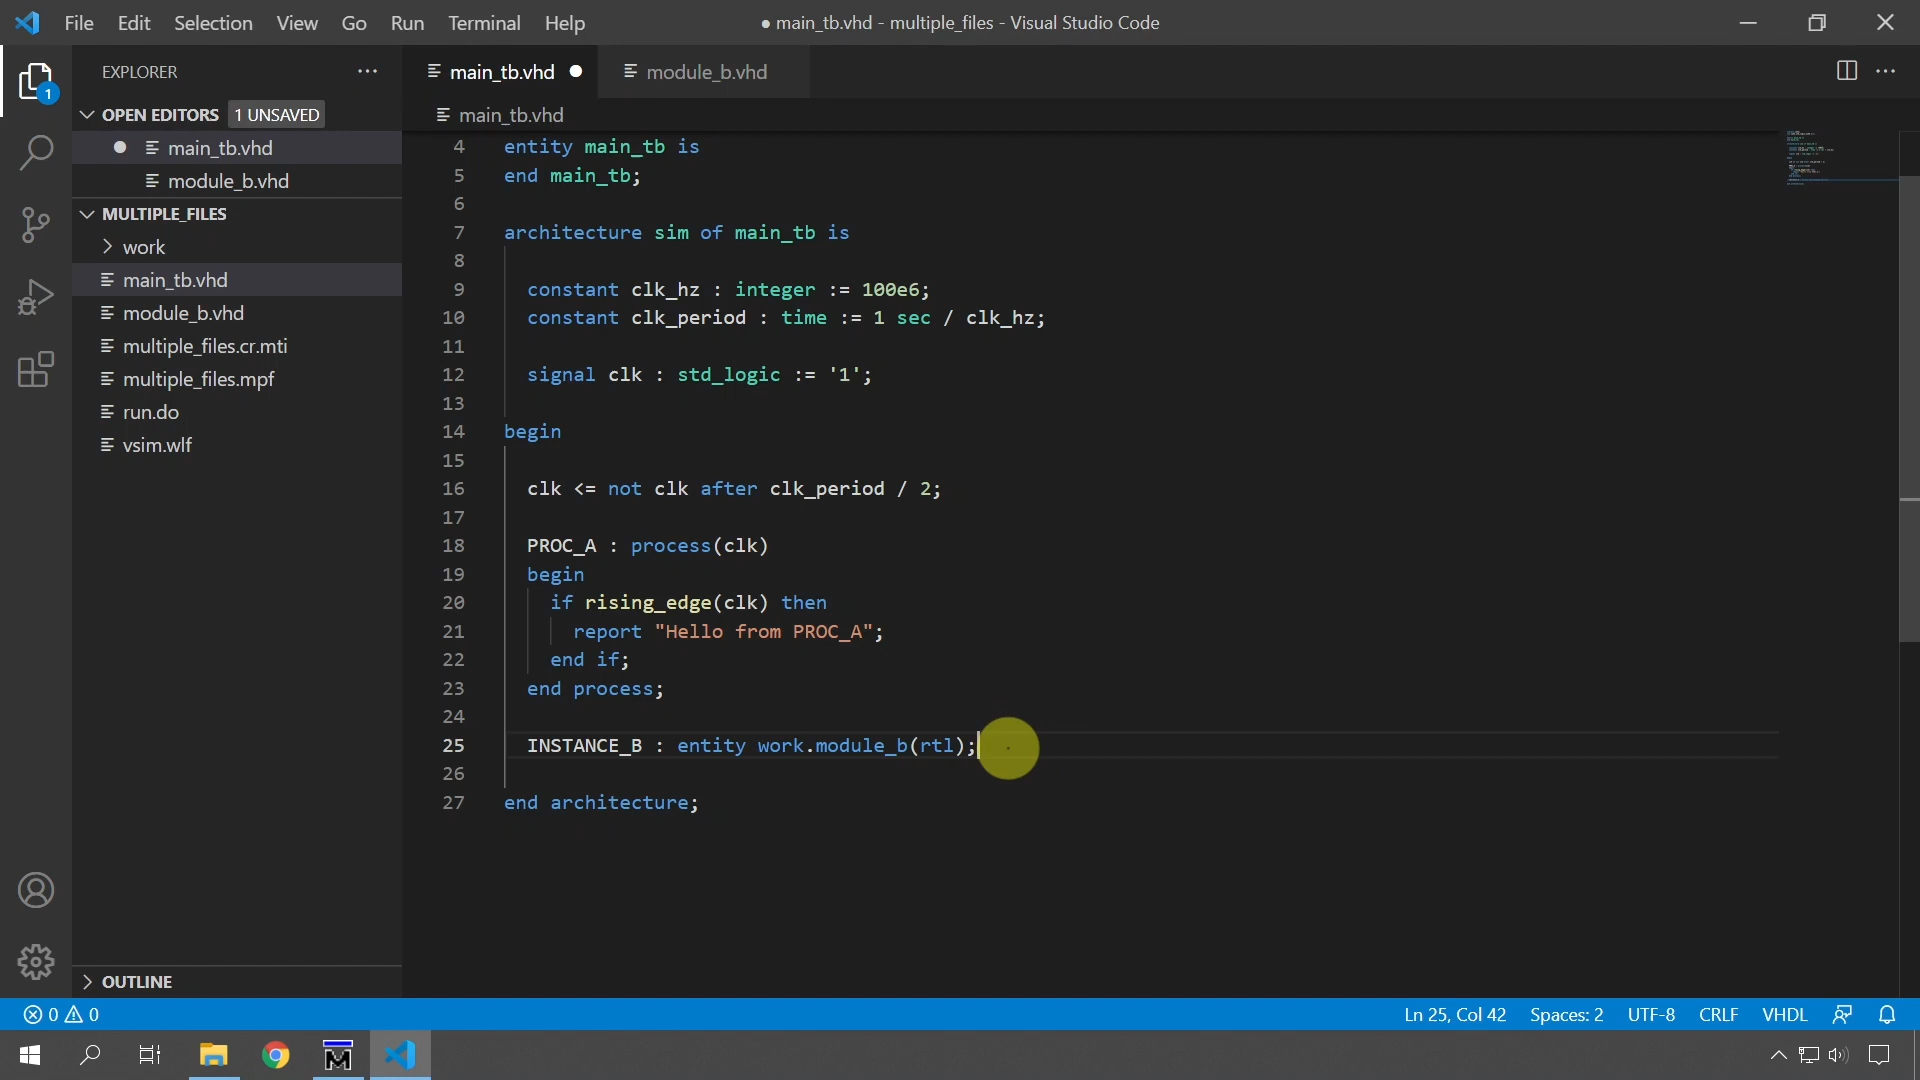 File Edit Selection View Go Run Terminal Help
● main_tb.vhd - multiple_files - Visual Studio Code
EXPLORER
1
OPEN EDITORS 1 UNSAVED
main_tb.vhd
module_b.vhd
MULTIPLE_FILES
work
main_tb.vhd
module_b.vhd
multiple_files.cr.mti
multiple_files.mpf
run.do
vsim.wlf
OUTLINE
main_tb.vhd module_b.vhd
main_tb.vhd
4 entity main_tb is
5 end main_tb;
6
7 architecture sim of main_tb is
8
9 constant clk_hz : integer := 100e6;
10 constant clk_period : time := 1 sec / clk_hz;
11
12 signal clk : std_logic := '1';
13
14 begin
15
16 clk <= not clk after clk_period / 2;
17
18 PROC_A : process(clk)
19 begin
20 if rising_edge(clk) then
21 report "Hello from PROC_A";
22 end if;
23 end process;
24
25 INSTANCE_B : entity work.module_b(rtl);
26
27 end architecture;
0 0 Ln 25, Col 42 Spaces: 2 UTF-8 CRLF VHDL
M